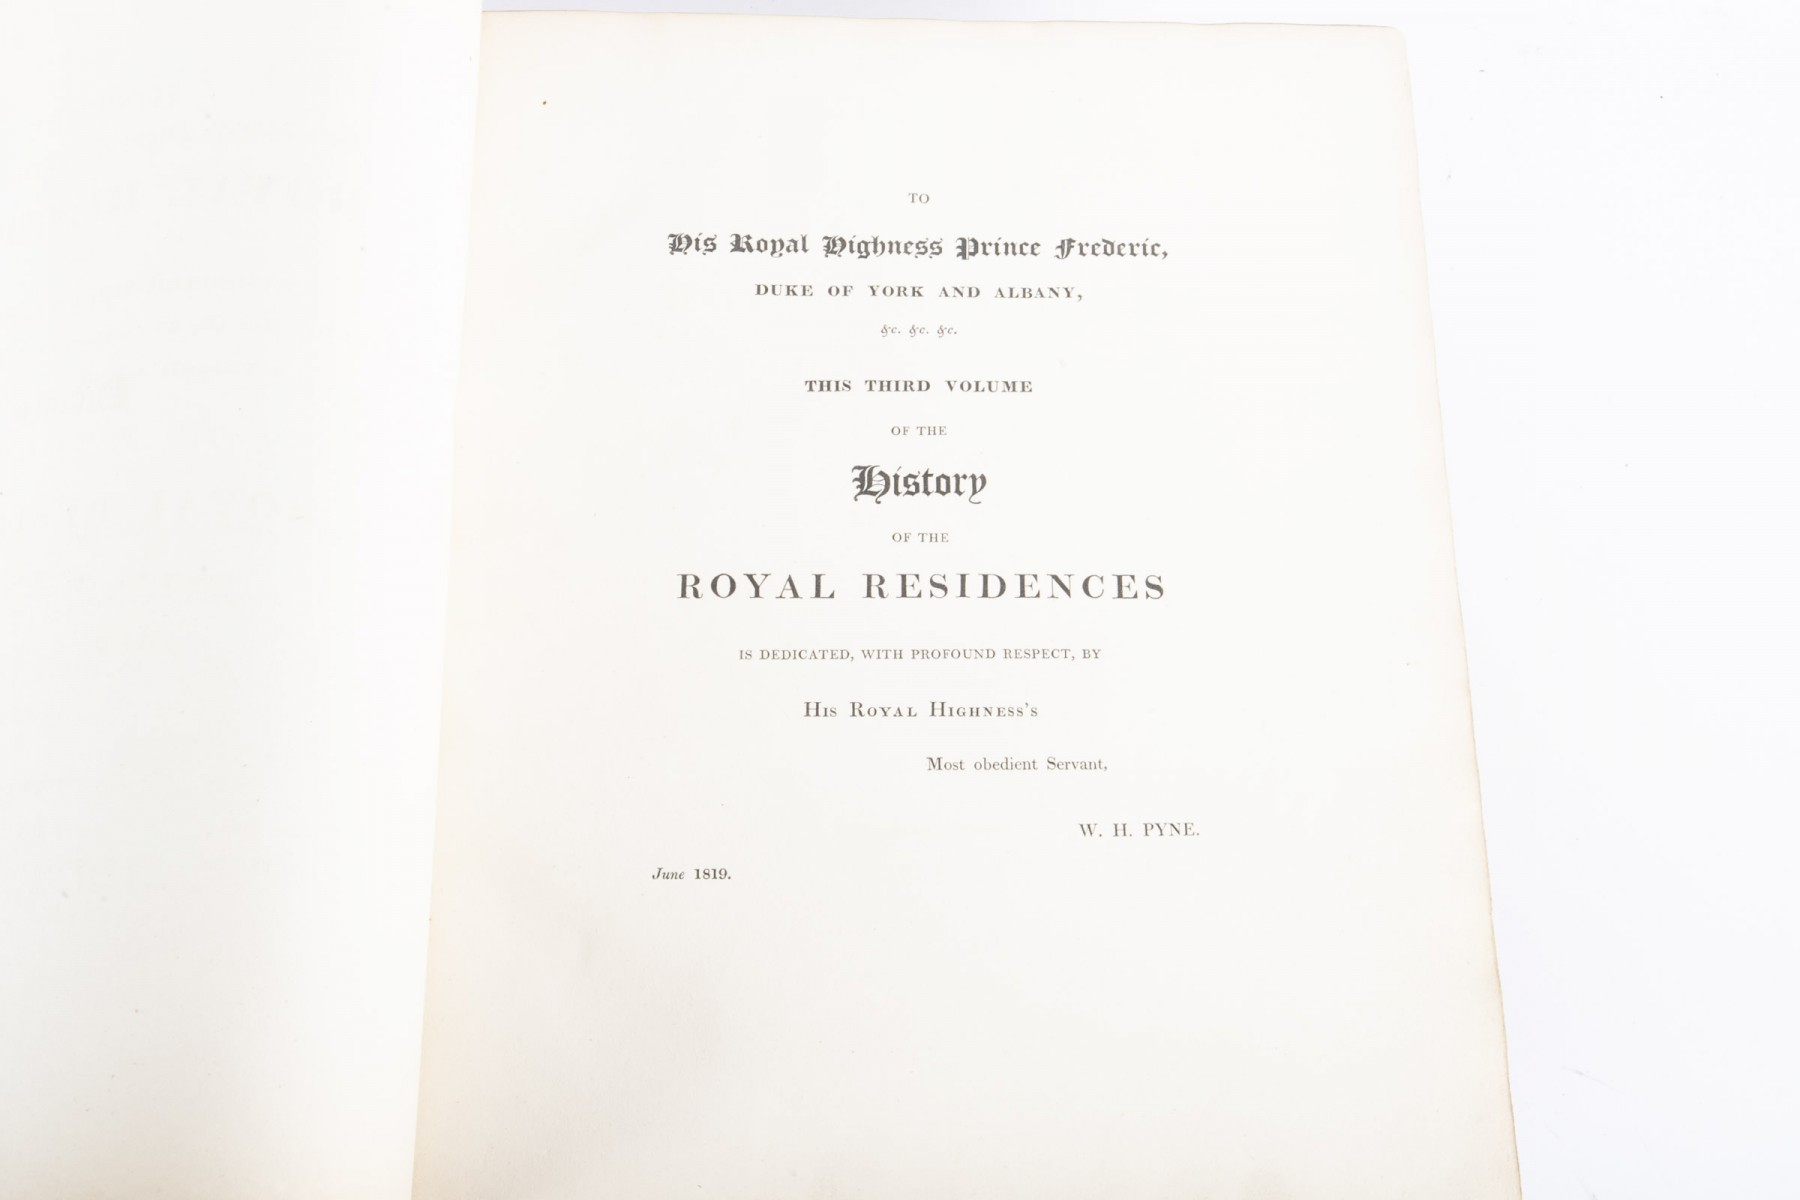 TO
His Royal Highness Prince Frederic,
DUKE OF YORK AND ALBANY,
&c. &c. &c.
THIS THIRD VOLUME
OF THE
History
OF THE
ROYAL RESIDENCES
IS DEDICATED, WITH PROFOUND RESPECT, BY
HIS ROYAL HIGHNESS'S
Most obedient Servant,
W. H. PYNE.
June 1819.